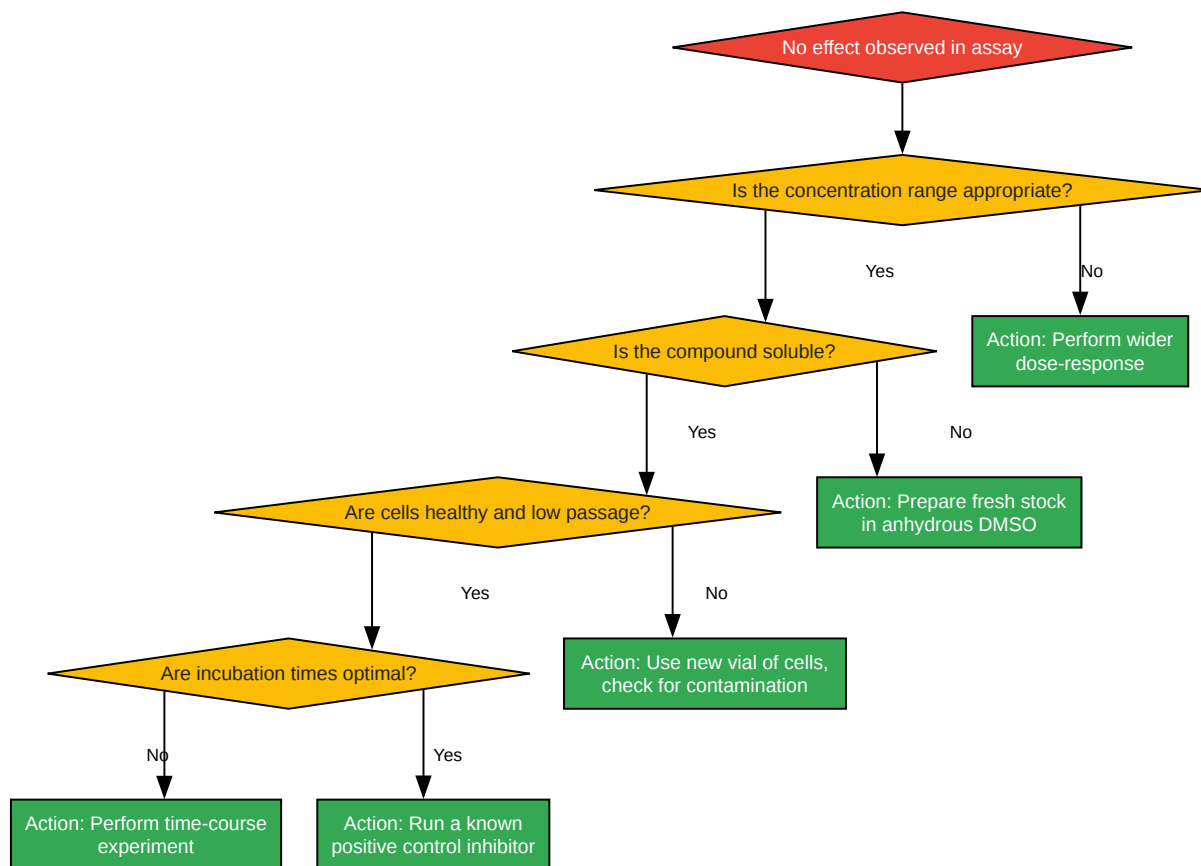 No effect observed in assay
Is the concentration range appropriate?
Yes
No
Is the compound soluble?
Action: Perform wider
dose-response
Yes
No
Are cells healthy and low passage?
Action: Prepare fresh stock
in anhydrous DMSO
Yes
No
Are incubation times optimal?
Action: Use new vial of cells,
check for contamination
No
Yes
Action: Perform time-course
experiment
Action: Run a known
positive control inhibitor